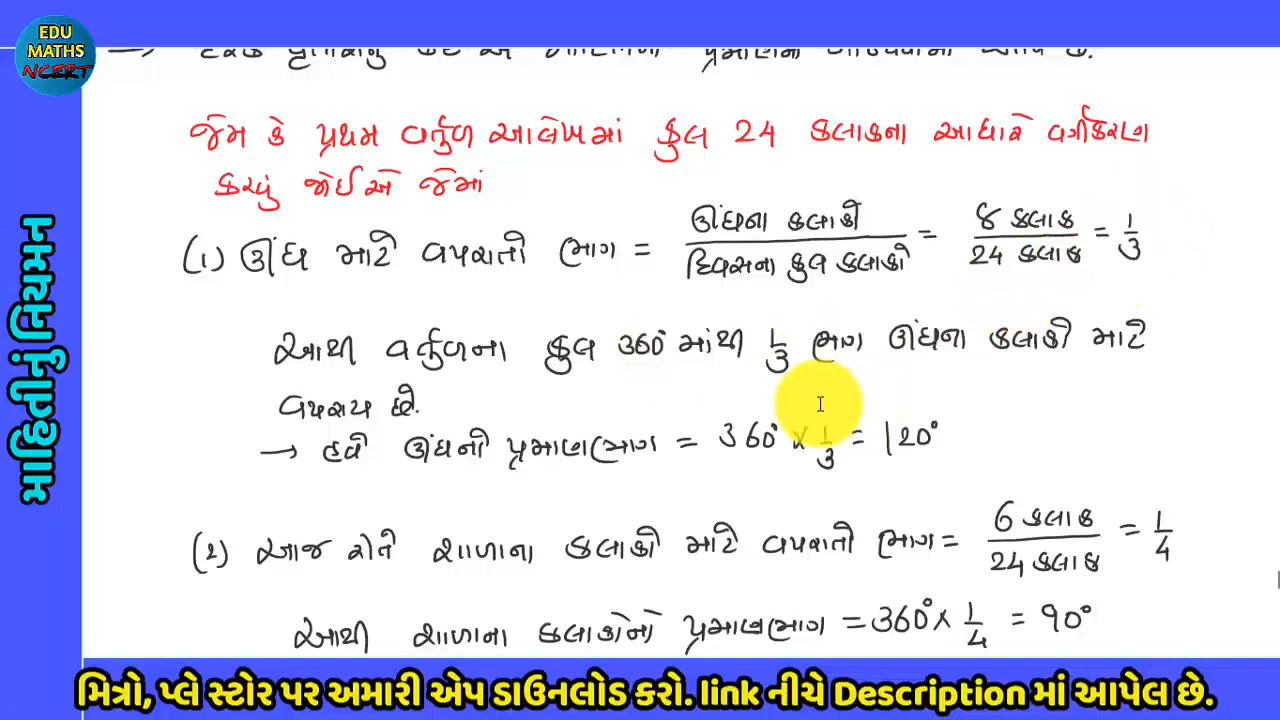 EDU
MATHS
NCERT
જેમ કે પ્રથમ વર્તુળ આલેખમાં કુલ 24 કલાકના આધારે વર્ગીકરણ
કરવું જોઈએ જેમાં
(1) ઊંઘ માટે વપરાતો ભાગ = ઊંઘના કલાકો / દિવસના કુલ કલાકો = 8 કલાક / 24 કલાક = 1/3
આથી વર્તુળના કુલ 360° માંથી 1/3 ભાગ ઊંઘના કલાકો માટે
વપરાય છે.
→ હવે ઊંઘનો પ્રમાણભાગ = 360° × 1/3 = 120°
(૨) આજ રીતે શાળાના કલાકો માટે વપરાતો ભાગ = 6 કલાક / 24 કલાક = 1/4
આથી શાળાના કલાકોનો પ્રમાણભાગ = 360° × 1/4 = 90°
માહિતીનું નિયમન
મિત્રો, પ્લે સ્ટોર પર અમારી એપ ડાઉનલોડ કરો. link નીચે Description માં આપેલ છે.